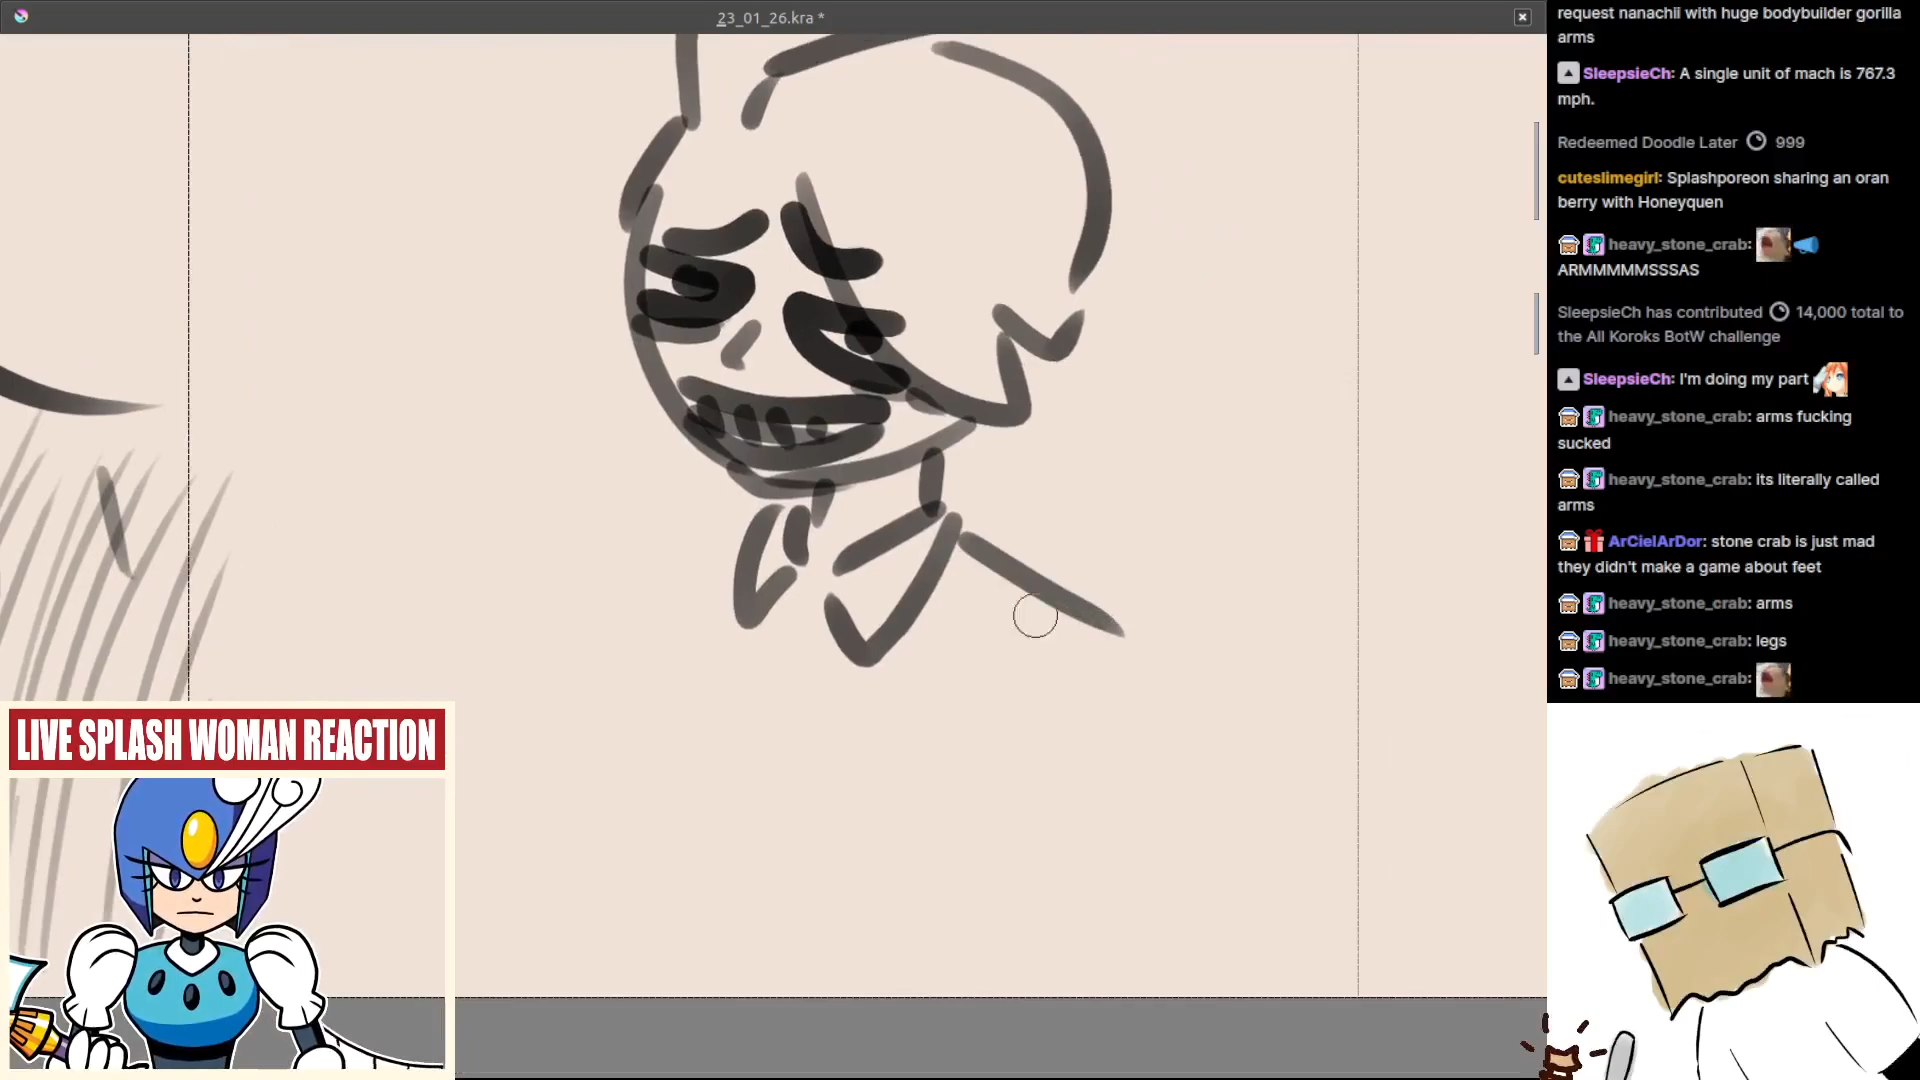 23_01_26.kra *
request nanachii with huge bodybuilder gorilla
arms
SleepsieCh: A single unit of mach is 767.3
mph.
Redeemed Doodle Later 999
cuteslimegirl: Splashporeon sharing an oran
berry with Honeyquen
heavy_stone_crab:
ARMMMMMSSSAS
SleepsieCh has contributed 14,000 total to
the All Koroks BotW challenge
SleepsieCh: I'm doing my part
heavy_stone_crab: arms fucking
sucked
heavy_stone_crab: its literally called
arms
ArCielArDor: stone crab is just mad
they didn't make a game about feet
heavy_stone_crab: arms
heavy_stone_crab: legs
heavy_stone_crab:
LIVE SPLASH WOMAN REACTION